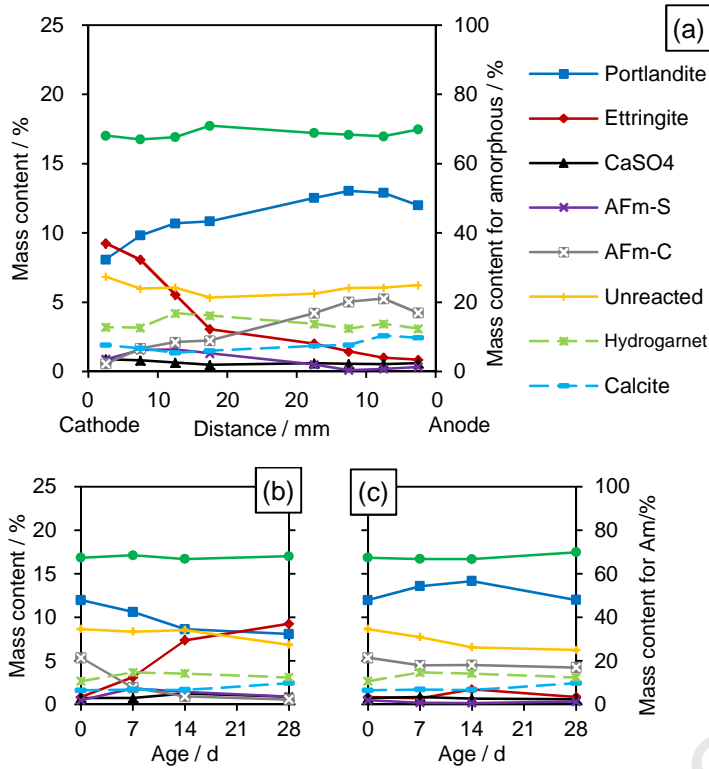 (a)
25
20
15
10
5
0
Mass content / %
100
80
60
40
20
0
Mass content for amorphous / %
0 10 20 20 10 0
Cathode Distance / mm Anode
Portlandite
Ettringite
CaSO4
AFm-S
AFm-C
Unreacted
Hydrogarnet
Calcite
(b)
25
20
15
10
5
0
Mass content / %
0 7 14 21 28
Age / d
(c)
100
80
60
40
20
0
Mass content for Am/%
0 7 14 21 28
Age / d